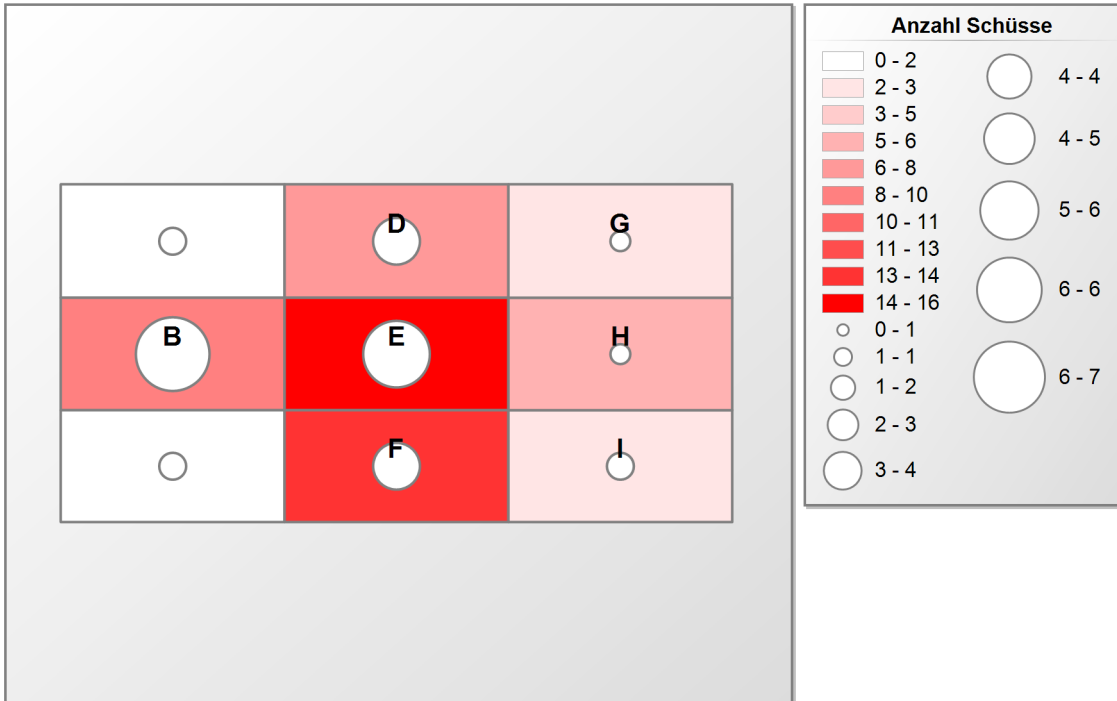 Anzahl Schüsse
0 - 2
2 - 3
3 - 5
5 - 6
6 - 8
8 - 10
10 - 11
11 - 13
13 - 14
14 - 16
0 - 1
1 - 1
1 - 2
2 - 3
3 - 4
4 - 4
4 - 5
5 - 6
6 - 6
6 - 7
D
G
B
E
H
F
I